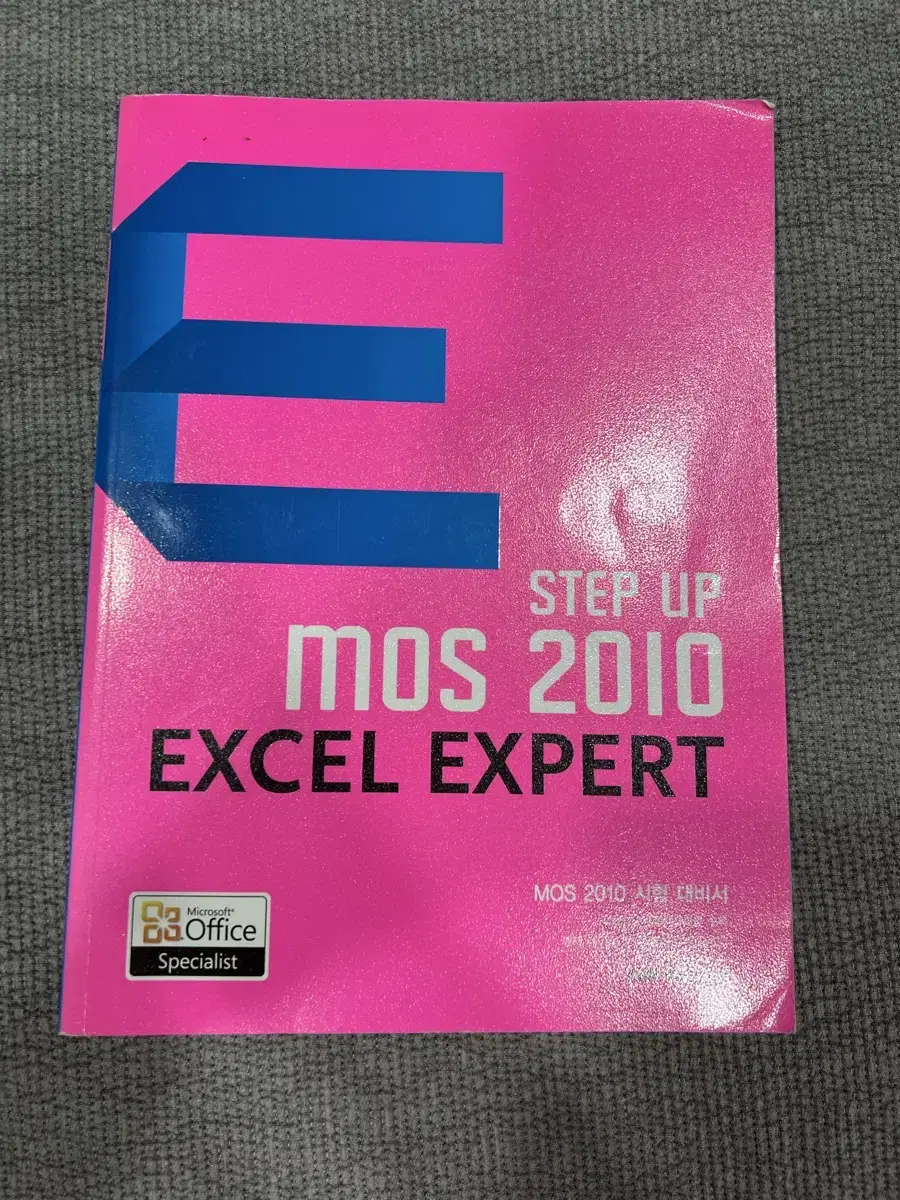 STEP UP
mos 2010
EXCEL EXPERT
MOS 2010 시험 대비서
Microsoft®
Office
Specialist